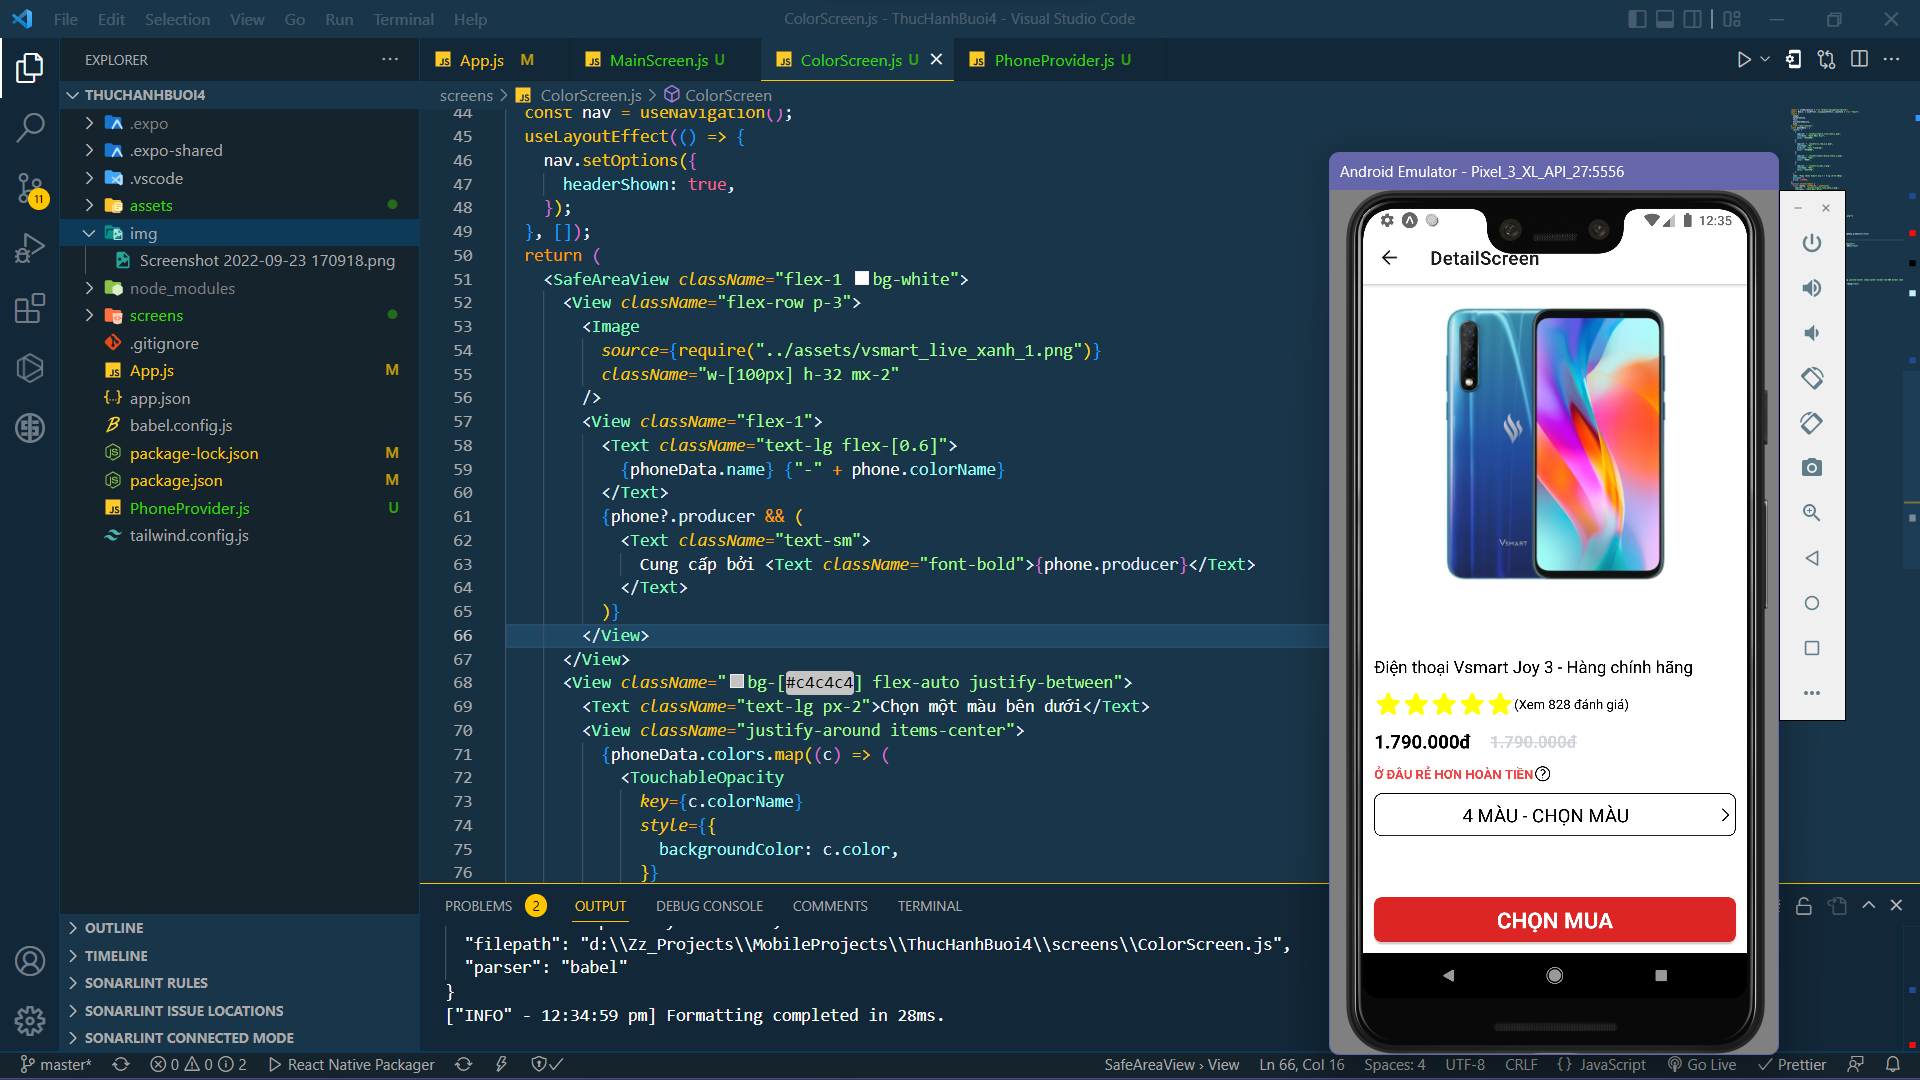 File Edit Selection View Go Run Terminal Help
ColorScreen.js - ThucHanhBuoi4 - Visual Studio Code
EXPLORER
THUCHANHBUOI4
.expo
.expo-shared
.vscode
assets
img
Screenshot 2022-09-23 170918.png
node_modules
screens
.gitignore
App.js M
app.json
babel.config.js
package-lock.json M
package.json M
PhoneProvider.js U
tailwind.config.js
OUTLINE
TIMELINE
SONARLINT RULES
SONARLINT ISSUE LOCATIONS
SONARLINT CONNECTED MODE
11
App.js M
MainScreen.js U
ColorScreen.js U
PhoneProvider.js U
screens > ColorScreen.js > ColorScreen
44 const nav = useNavigation();
45 useLayoutEffect(() => {
46 nav.setOptions({
47 headerShown: true,
48 });
49 }, []);
50 return (
51 <SafeAreaView className="flex-1 bg-white">
52 <View className="flex-row p-3">
53 <Image
54 source={require("../assets/vsmart_live_xanh_1.png")}
55 className="w-[100px] h-32 mx-2"
56 />
57 <View className="flex-1">
58 <Text className="text-lg flex-[0.6]">
59 {phoneData.name} {"-" + phone.colorName}
60 </Text>
61 {phone?.producer && (
62 <Text className="text-sm">
63 Cung cấp bởi <Text className="font-bold">{phone.producer}</Text>
64 </Text>
65 )}
66 </View>
67 </View>
68 <View className="bg-[#c4c4c4] flex-auto justify-between">
69 <Text className="text-lg px-2">Chọn một màu bên dưới</Text>
70 <View className="justify-around items-center">
71 {phoneData.colors.map((c) => (
72 <TouchableOpacity
73 key={c.colorName}
74 style={{
75 backgroundColor: c.color,
76 }}
PROBLEMS 2 OUTPUT DEBUG CONSOLE COMMENTS TERMINAL
"filepath": "d:\\Zz_Projects\\MobileProjects\\ThucHanhBuoi4\\screens\\ColorScreen.js",
"parser": "babel"
}
["INFO" - 12:34:59 pm] Formatting completed in 28ms.
Android Emulator - Pixel_3_XL_API_27:5556
12:35
DetailScreen
VSMART
Điện thoại Vsmart Joy 3 - Hàng chính hãng
(Xem 828 đánh giá)
1.790.000đ 1.790.000đ
Ở ĐÂU RẺ HƠN HOÀN TIỀN ?
4 MÀU - CHỌN MÀU
CHỌN MUA
master* 0 0 2 React Native Packager
SafeAreaView › View Ln 66, Col 16 Spaces: 4 UTF-8 CRLF {} JavaScript Go Live Prettier